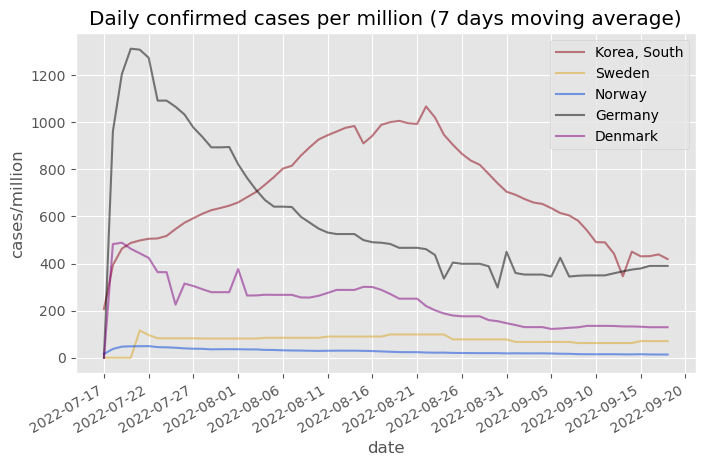 Daily confirmed cases per million (7 days moving average)
Korea, South
Sweden
Norway
Germany
Denmark
cases/million
1200
1000
800
600
400
200
0
2022-07-17
2022-07-22
2022-07-27
2022-08-01
2022-08-06
2022-08-11
2022-08-16
2022-08-21
2022-08-26
2022-08-31
2022-09-05
2022-09-10
2022-09-15
2022-09-20
date